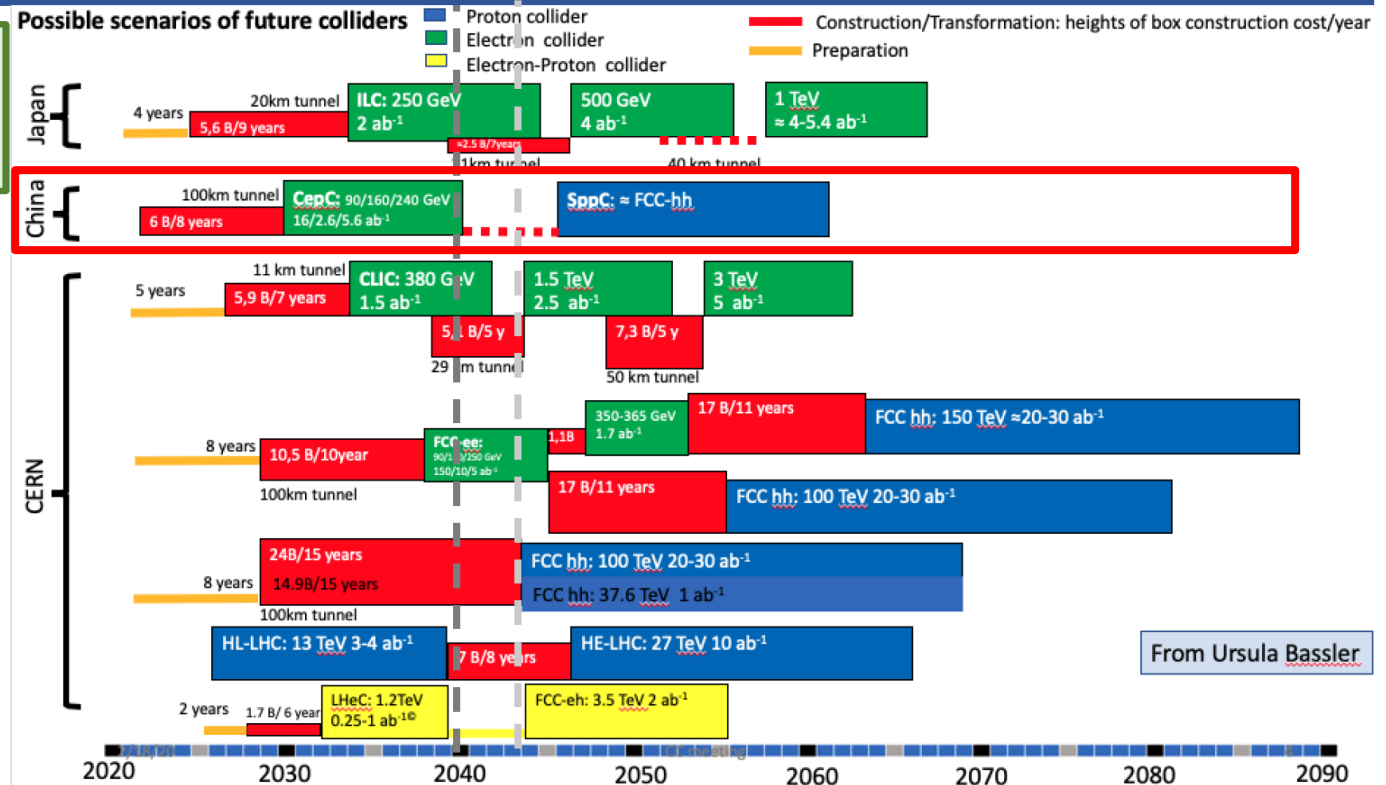 Possible scenarios of future colliders
Proton collider
Electron collider
Electron-Proton collider
Construction/Transformation: heights of box construction cost/year
Preparation
Japan
4 years
20km tunnel
5,6 B/9 years
ILC: 250 GeV
2 ab-1
≈2.5 B/7years
500 GeV
4 ab-1
40 km tunnel
1 TeV
≈ 4-5.4 ab-1
China
100km tunnel
6 B/8 years
CepC: 90/160/240 GeV
16/2.6/5.6 ab-1
SppC: ≈ FCC-hh
CERN
5 years
11 km tunnel
5,9 B/7 years
CLIC: 380 GeV
1.5 ab-1
5,1 B/5 y
29 km tunnel
1.5 TeV
2.5 ab-1
7,3 B/5 y
50 km tunnel
3 TeV
5 ab-1
8 years
10,5 B/10year
100km tunnel
FCC-ee:
150/10/5 ab-1
1,1B
350-365 GeV
1.7 ab-1
17 B/11 years
FCC hh: 150 TeV ≈20-30 ab-1
17 B/11 years
FCC hh: 100 TeV 20-30 ab-1
8 years
24B/15 years
14.9B/15 years
100km tunnel
FCC hh: 100 TeV 20-30 ab-1
FCC hh: 37.6 TeV 1 ab-1
HL-LHC: 13 TeV 3-4 ab-1
7 B/8 years
HE-LHC: 27 TeV 10 ab-1
From Ursula Bassler
2 years
1.7 B/ 6 year
LHeC: 1.2TeV
0.25-1 ab-1©
FCC-eh: 3.5 TeV 2 ab-1
meeting
2020 2030 2040 2050 2060 2070 2080 2090